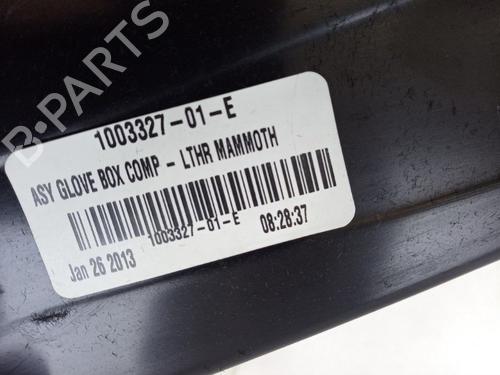 B-PARTS
1003327-01-E
ASY GLOVE BOX COMP - LTHR MAMMOTH
1003327-01-E
Jan 26 2013
08:28:37